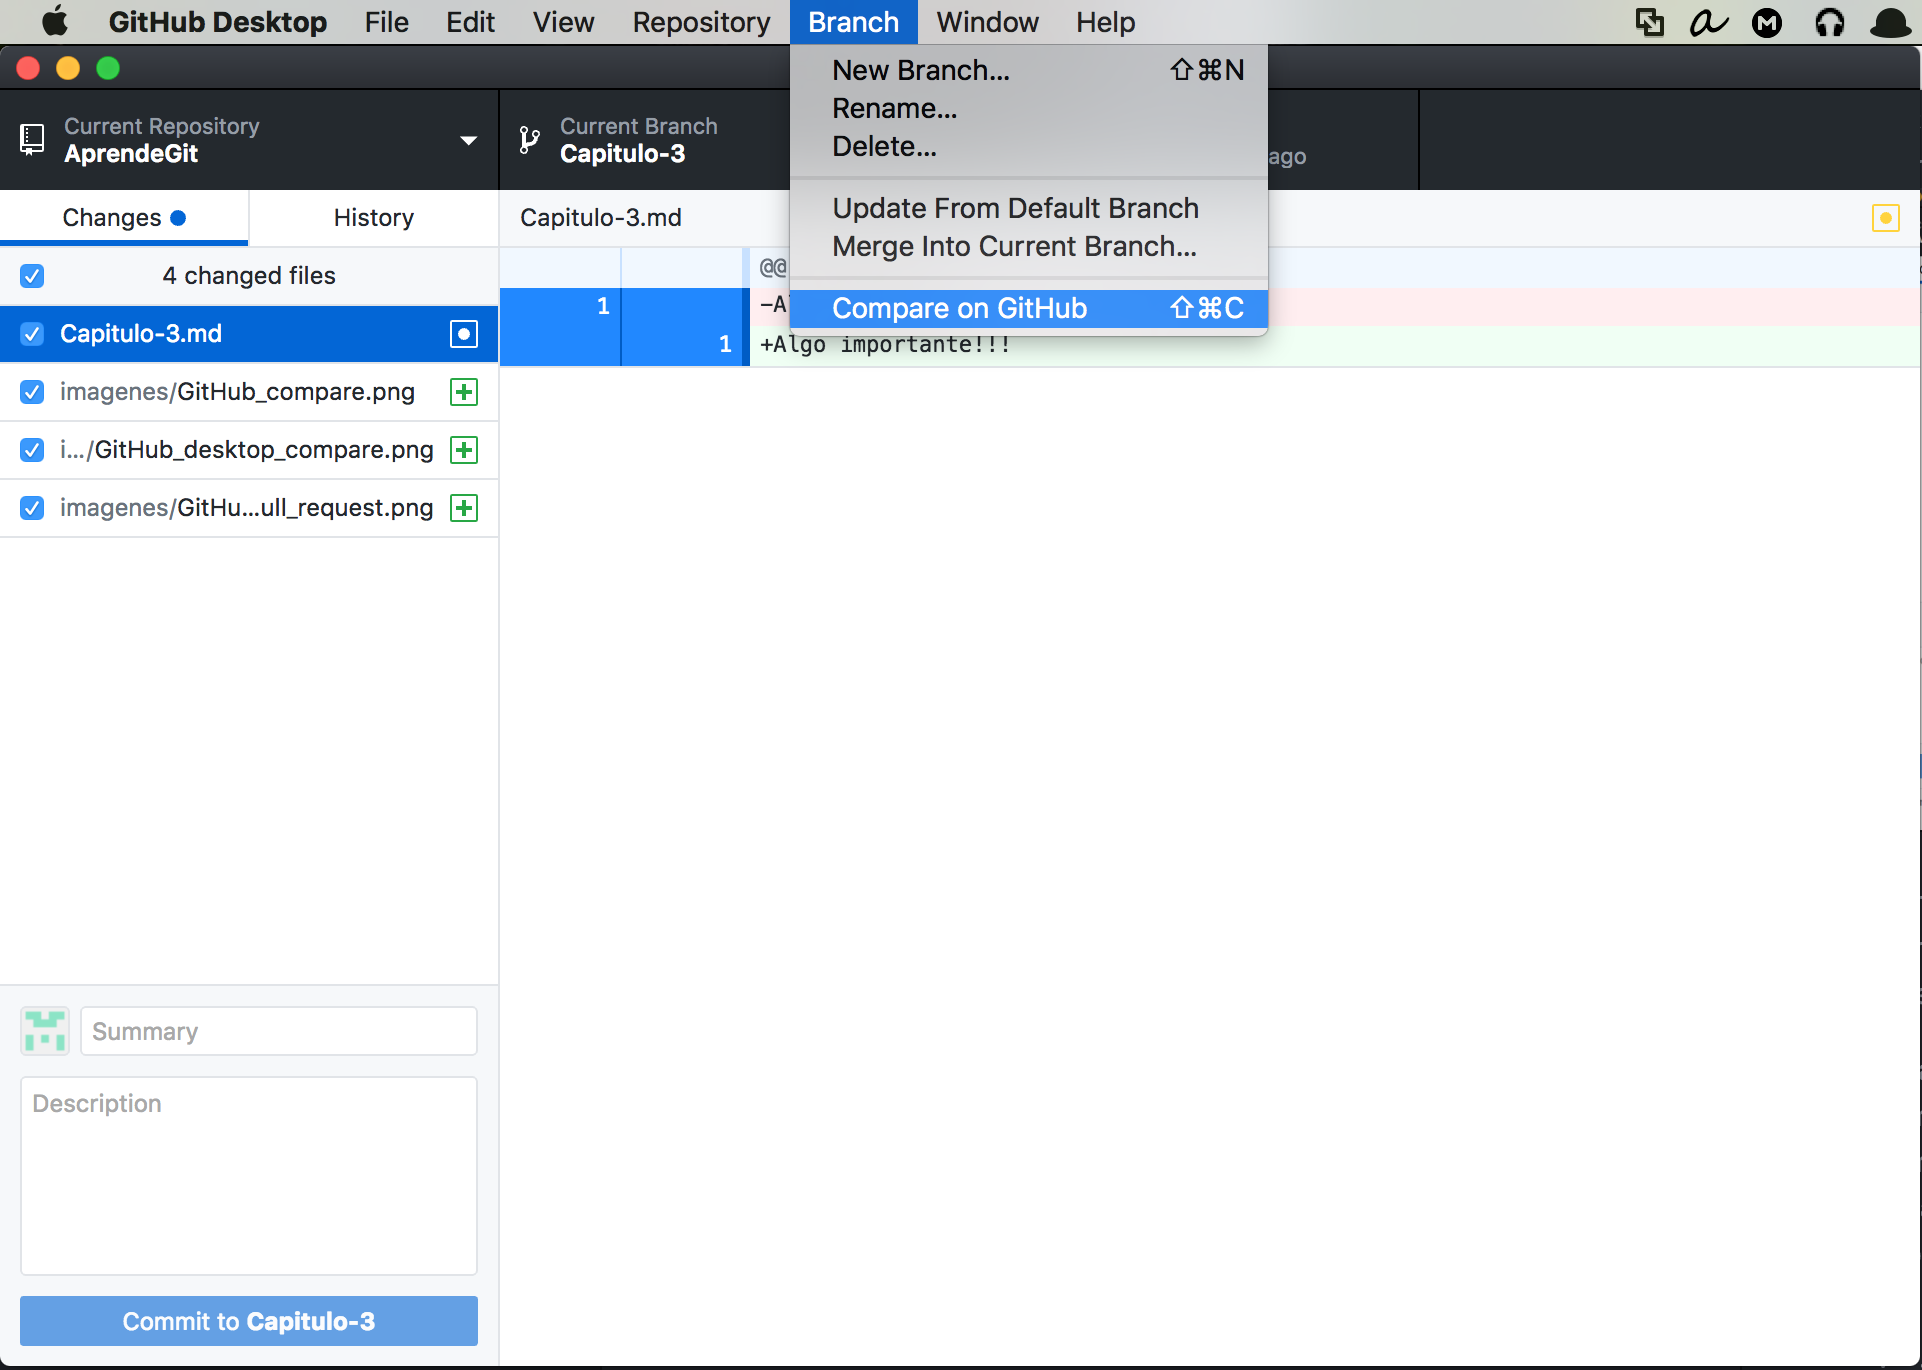 GitHub Desktop File Edit View Repository Branch Window Help
New Branch... ⇧⌘N
Rename...
Delete...
Update From Default Branch
Merge Into Current Branch...
Compare on GitHub ⇧⌘C
Current Repository
AprendeGit
Current Branch
Capitulo-3
ago
Changes
History
Capitulo-3.md
4 changed files
Capitulo-3.md
imagenes/GitHub_compare.png
i.../GitHub_desktop_compare.png
imagenes/GitHu...ull_request.png
@@
1 -A
1 +Algo importante!!!
Summary
Description
Commit to Capitulo-3